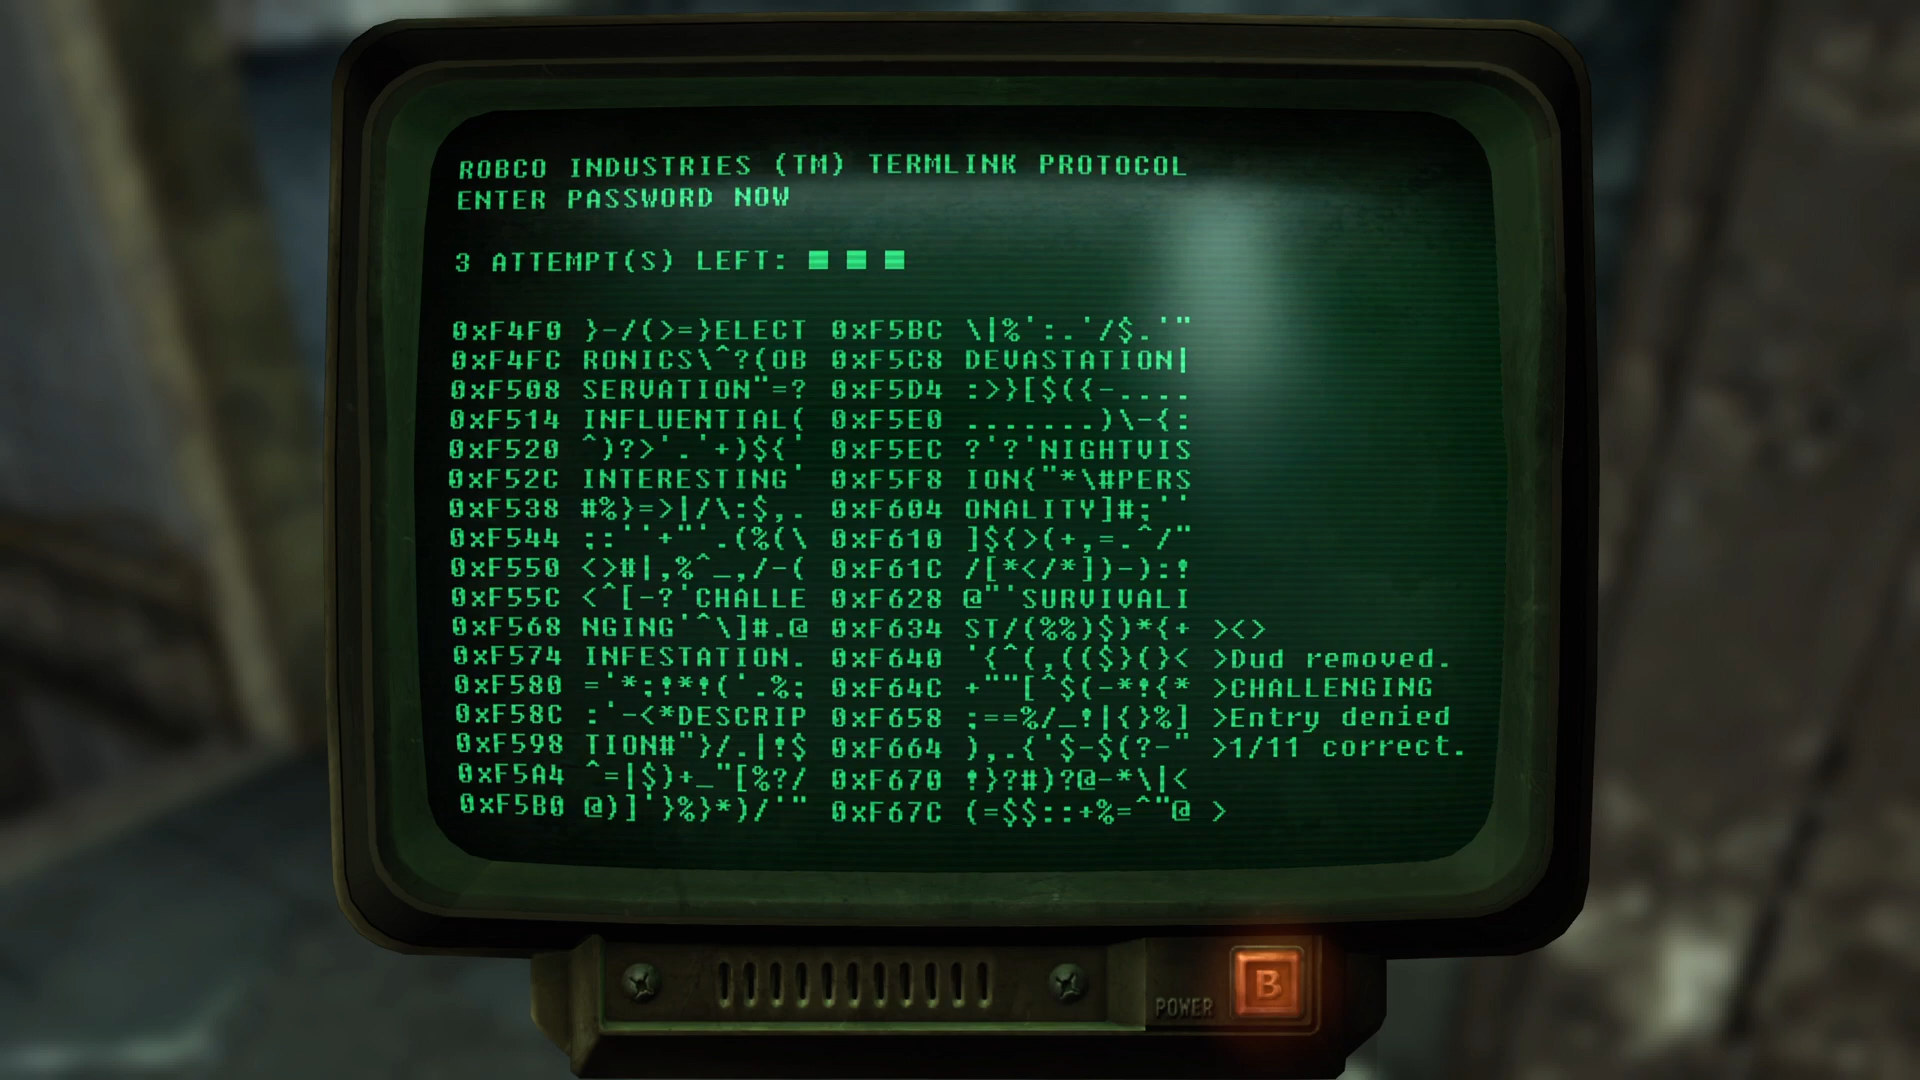 ROBCO INDUSTRIES (TM) TERMLINK PROTOCOL
ENTER PASSWORD NOW
3 ATTEMPT(S) LEFT: ■ ■ ■
0xF4F0 }-/(>=}ELECT 0xF5BC \|%':.'/$.'"
0xF4FC RONICS\^?(OB 0xF5C8 DEVASTATION|
0xF508 SERVATION"=? 0xF5D4 :>}[$({-....
0xF514 INFLUENTIAL( 0xF5E0 .......)\-{:
0xF520 ^)?>'.'+)${' 0xF5EC ?'?'NIGHTVIS
0xF52C INTERESTING' 0xF5F8 ION{"*\#PERS
0xF538 #%}=>|/\:$,. 0xF604 ONALITY]#;''
0xF544 ;:''+"'.(%(\ 0xF610 ]${>(+,=.^/"
0xF550 <>#|,%^_,/-( 0xF61C /[*</*])-):!
0xF55C <^[-?'CHALLE 0xF628 @"'SURVIVALI
0xF568 NGING'^\]#.@ 0xF634 ST/(%%)$)*{+ ><>
0xF574 INFESTATION. 0xF640 '{^(,(($}(}< >Dud removed.
0xF580 ='*;!*!('.%; 0xF64C +""[^$(-*!{* >CHALLENGING
0xF58C :'-<*DESCRIP 0xF658 ;==%/_!|{}%] >Entry denied
0xF598 TION#"}/.|!$ 0xF664 ),.{'$-$(?-" >1/11 correct.
0xF5A4 ^=|$)+_"[%?/ 0xF670 !}?#)?@-*\|<
0xF5B0 @)]'}%}*)/'" 0xF67C (=$$::+%=^"@ >
POWER
B